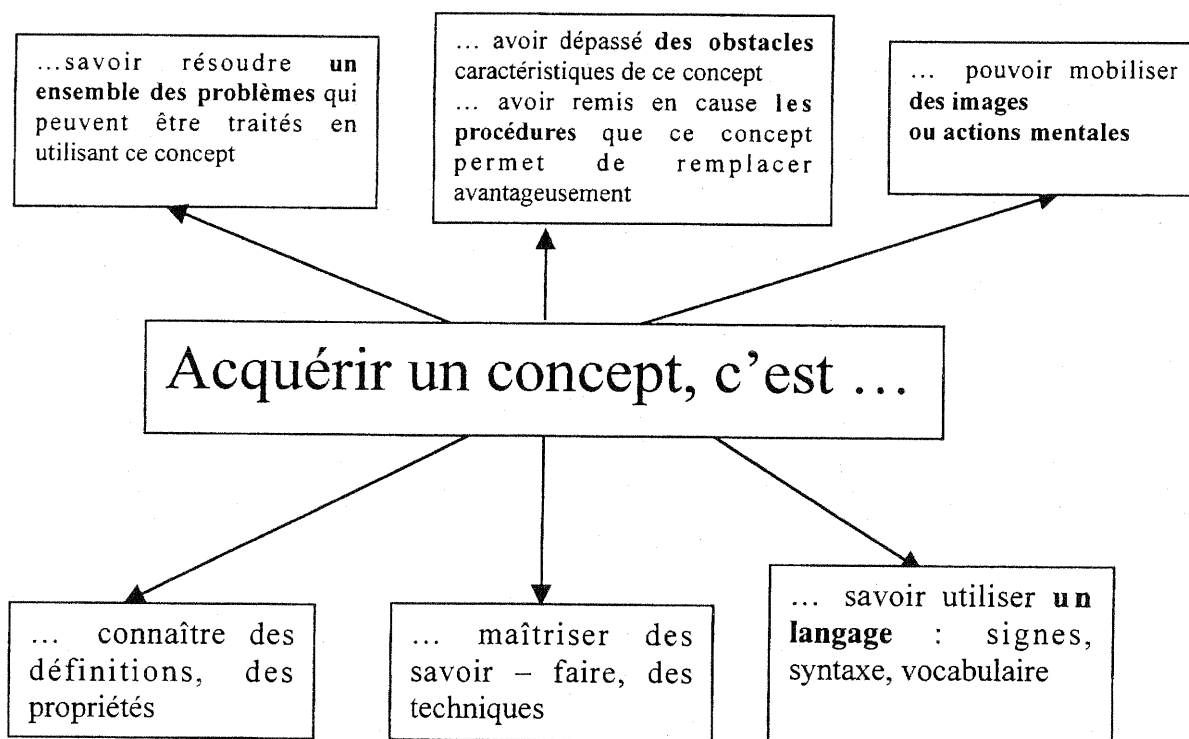 …savoir résoudre un
ensemble des problèmes qui
peuvent être traités en
utilisant ce concept
… avoir dépassé des obstacles
caractéristiques de ce concept
… avoir remis en cause les
procédures que ce concept
permet de remplacer
avantageusement
… pouvoir mobiliser
des images
ou actions mentales
Acquérir un concept, c’est …
… connaître des
définitions, des
propriétés
… maîtriser des
savoir – faire, des
techniques
… savoir utiliser un
langage : signes,
syntaxe, vocabulaire